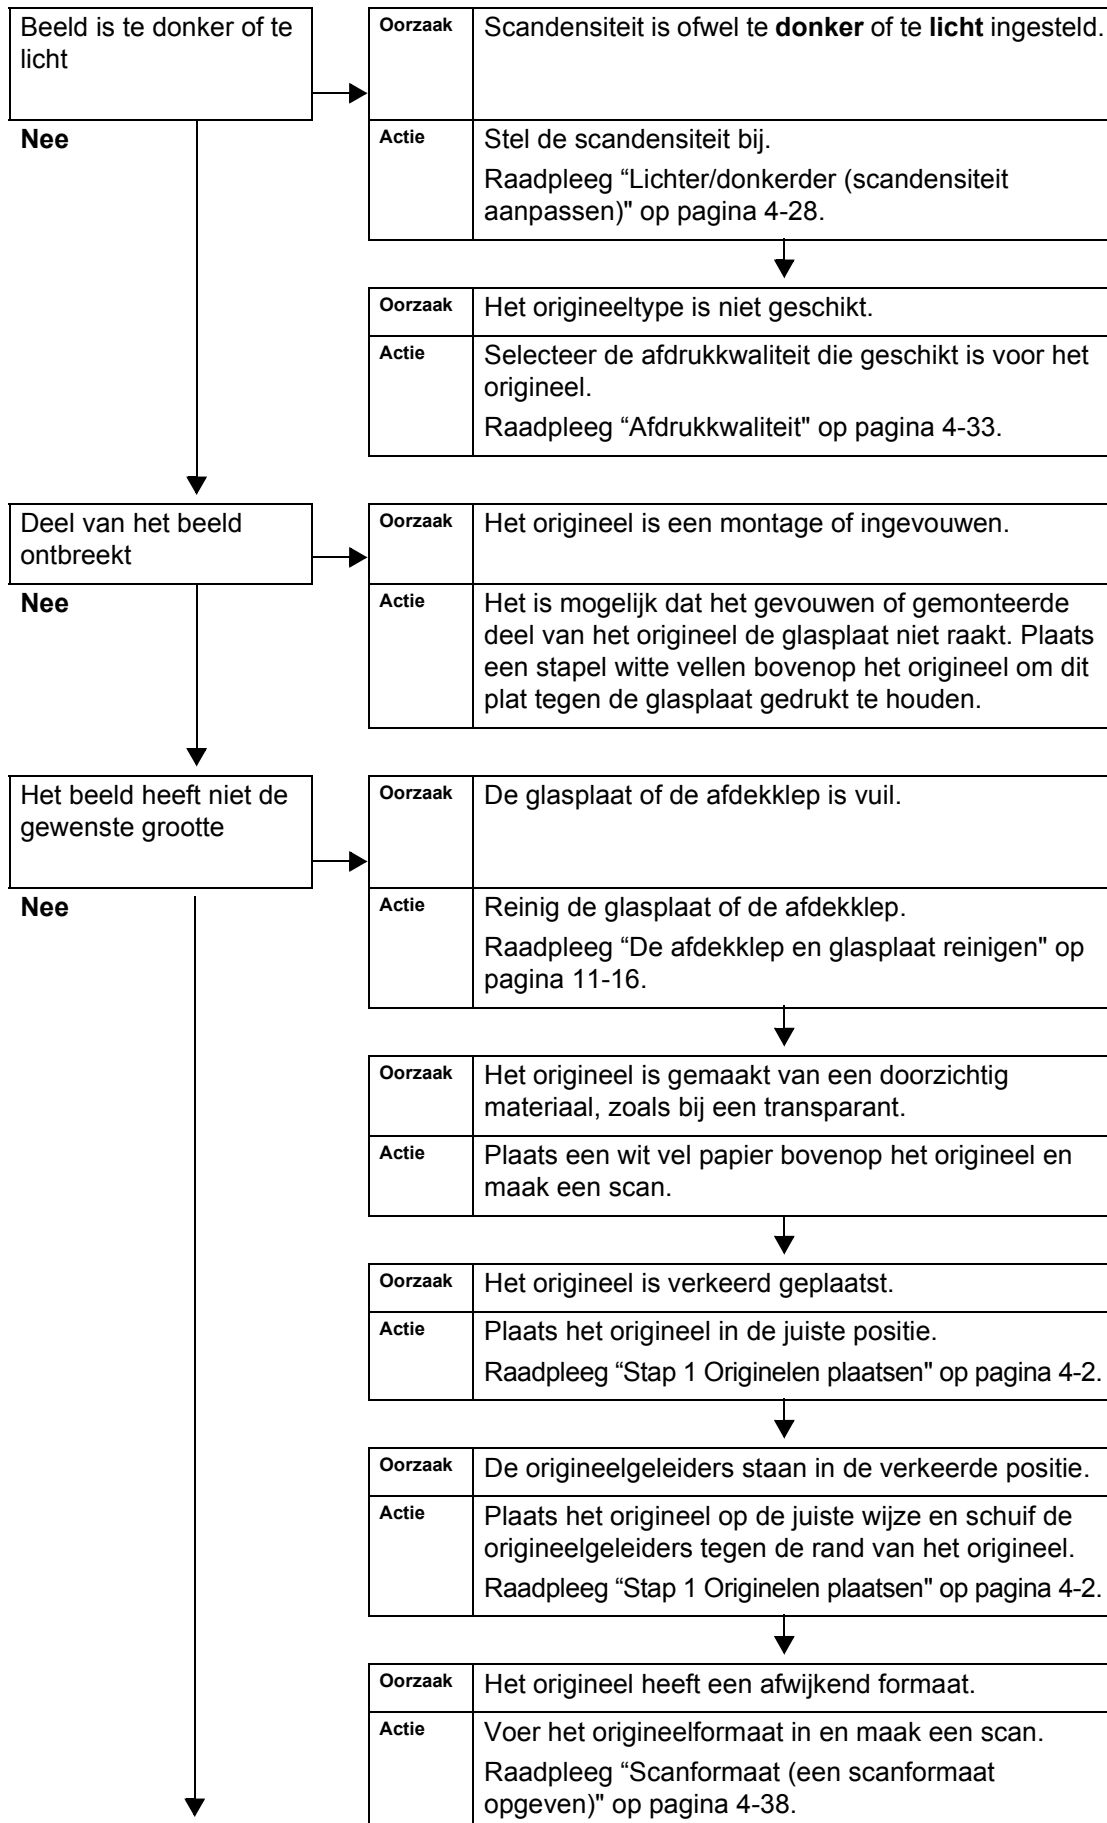 Beeld is te donker of te
licht
Oorzaak
Scandensiteit is ofwel te donker of te licht ingesteld.
Nee
Actie
Stel de scandensiteit bij.
Raadpleeg “Lichter/donkerder (scandensiteit
aanpassen)" op pagina 4-28.
Oorzaak
Het origineeltype is niet geschikt.
Actie
Selecteer de afdrukkwaliteit die geschikt is voor het
origineel.
Raadpleeg “Afdrukkwaliteit" op pagina 4-33.
Deel van het beeld
ontbreekt
Oorzaak
Het origineel is een montage of ingevouwen.
Nee
Actie
Het is mogelijk dat het gevouwen of gemonteerde
deel van het origineel de glasplaat niet raakt. Plaats
een stapel witte vellen bovenop het origineel om dit
plat tegen de glasplaat gedrukt te houden.
Het beeld heeft niet de
gewenste grootte
Oorzaak
De glasplaat of de afdekklep is vuil.
Nee
Actie
Reinig de glasplaat of de afdekklep.
Raadpleeg “De afdekklep en glasplaat reinigen" op
pagina 11-16.
Oorzaak
Het origineel is gemaakt van een doorzichtig
materiaal, zoals bij een transparant.
Actie
Plaats een wit vel papier bovenop het origineel en
maak een scan.
Oorzaak
Het origineel is verkeerd geplaatst.
Actie
Plaats het origineel in de juiste positie.
Raadpleeg “Stap 1 Originelen plaatsen" op pagina 4-2.
Oorzaak
De origineelgeleiders staan in de verkeerde positie.
Actie
Plaats het origineel op de juiste wijze en schuif de
origineelgeleiders tegen de rand van het origineel.
Raadpleeg “Stap 1 Originelen plaatsen" op pagina 4-2.
Oorzaak
Het origineel heeft een afwijkend formaat.
Actie
Voer het origineelformaat in en maak een scan.
Raadpleeg “Scanformaat (een scanformaat
opgeven)" op pagina 4-38.